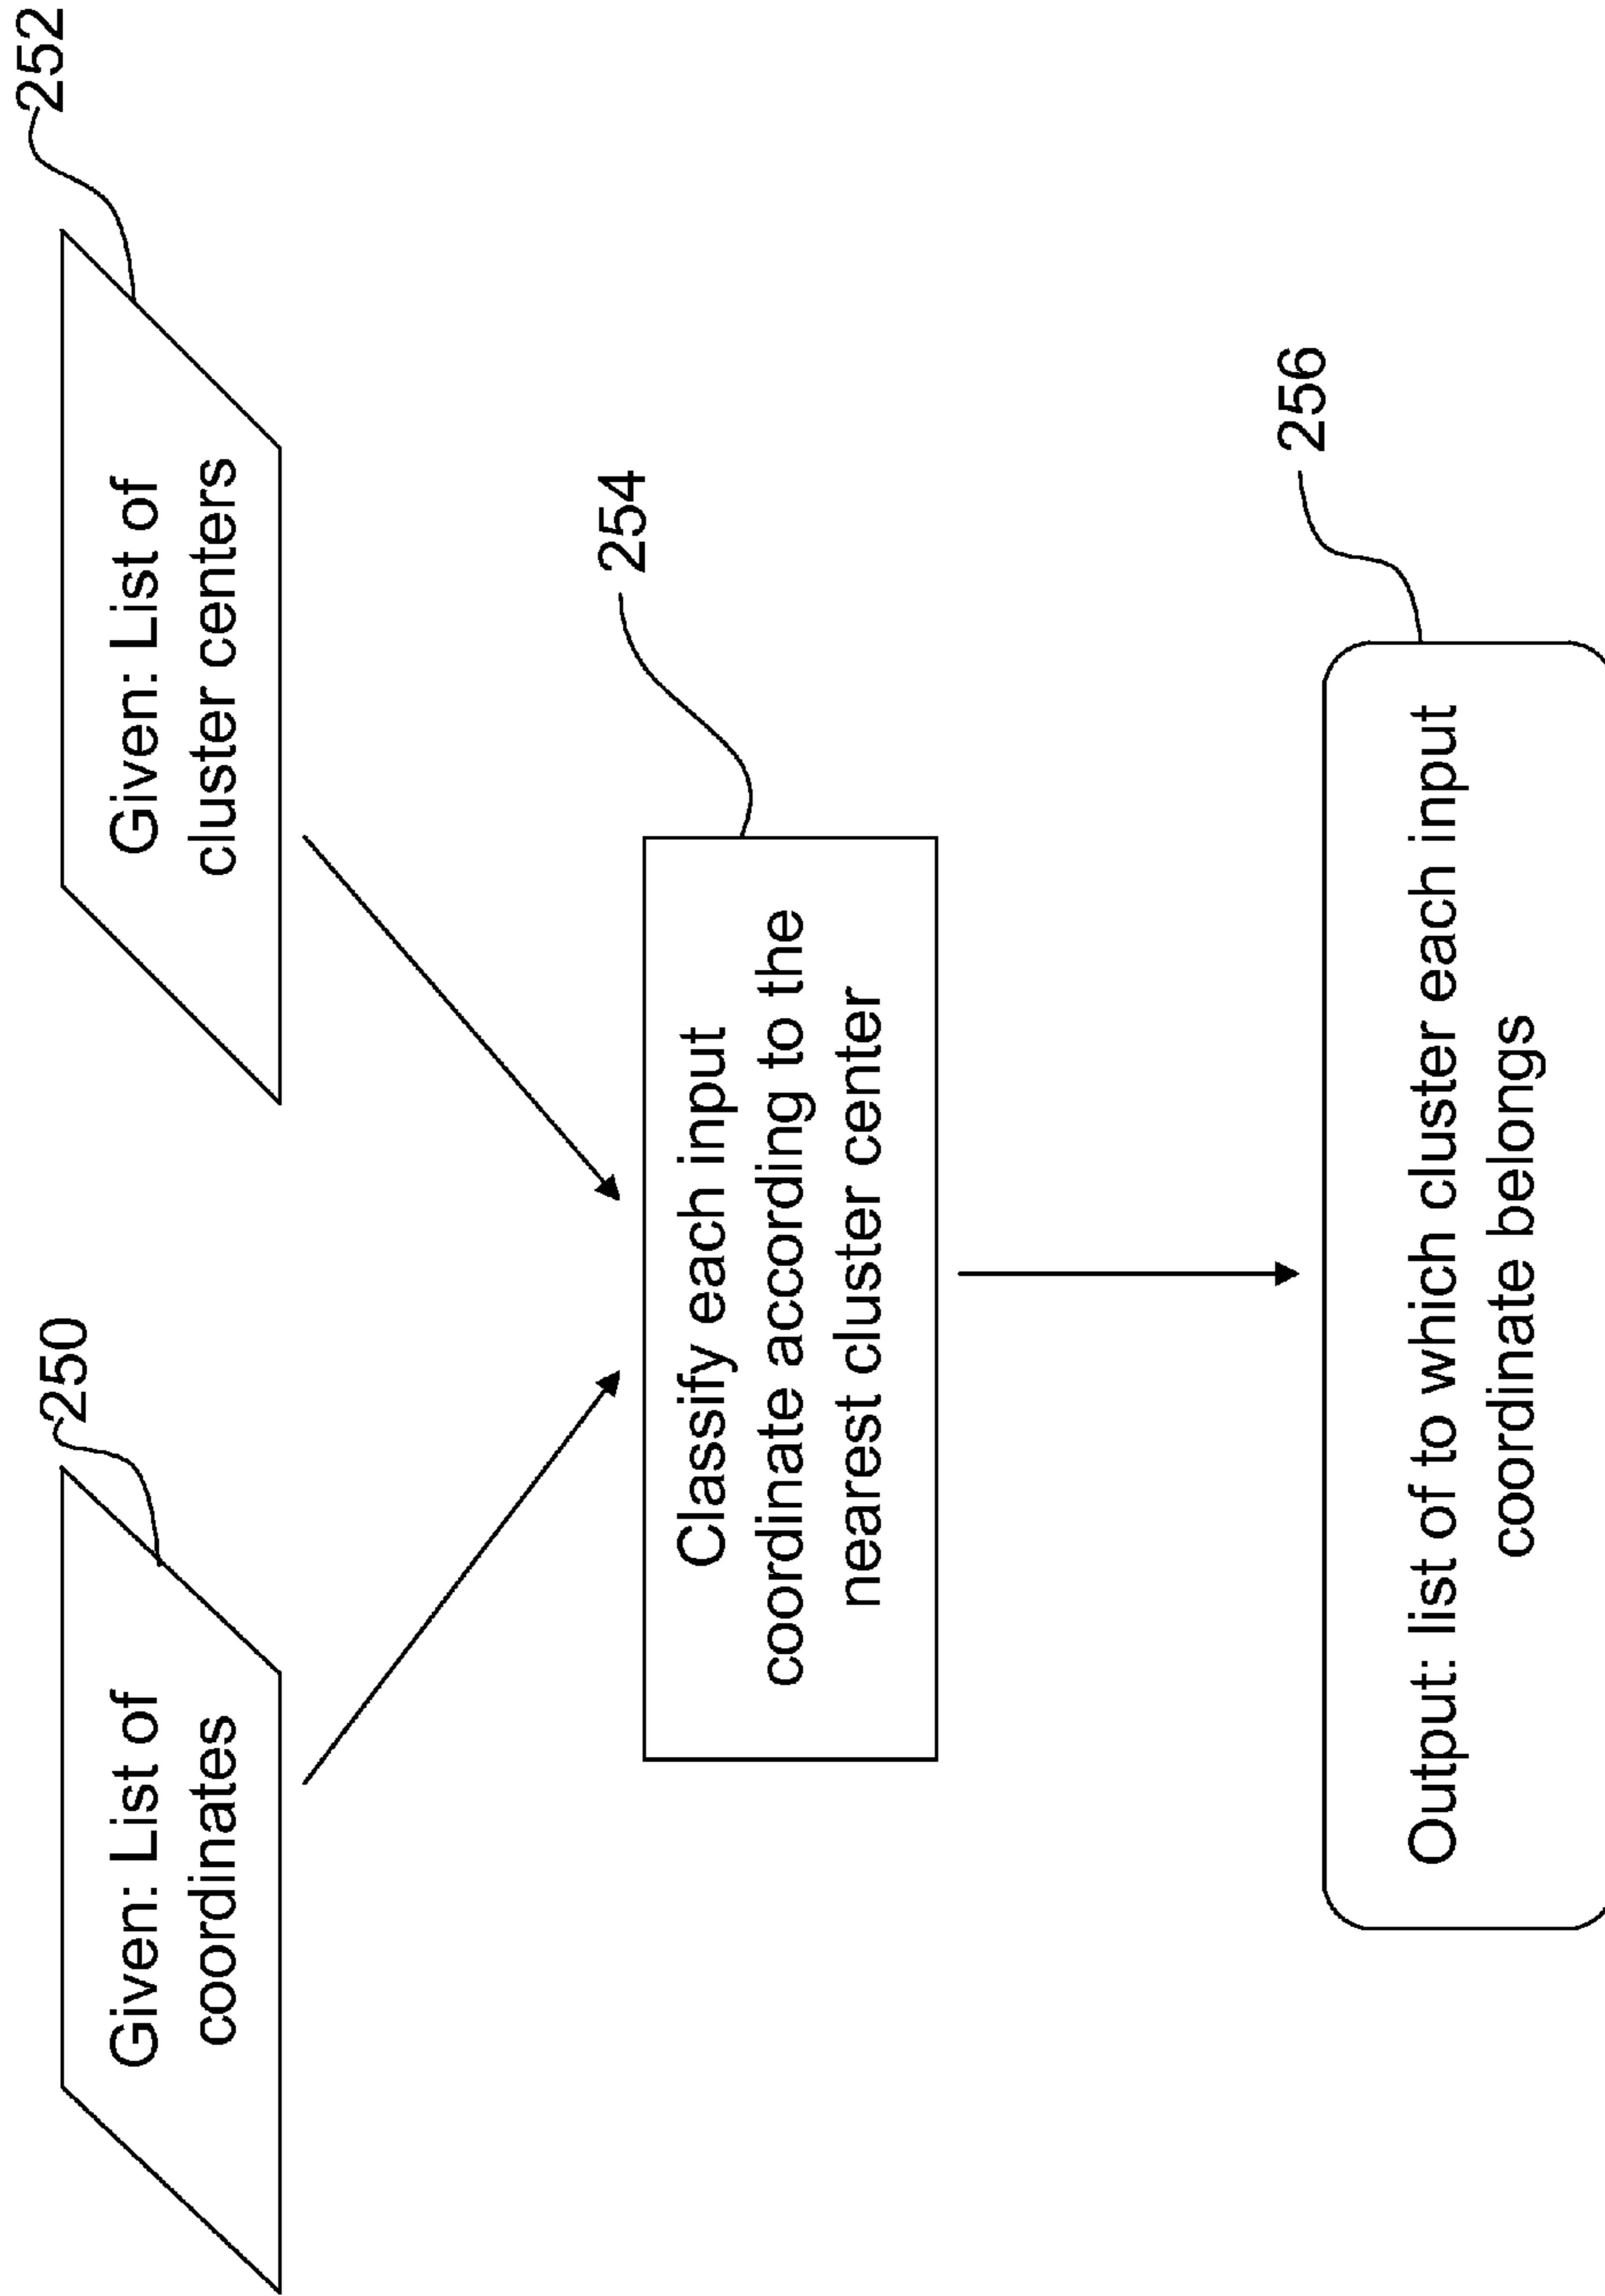 250
Given: List of
coordinates
252
Given: List of
cluster centers
254
Classify each input
coordinate according to the
nearest cluster center
256
Output: list of to which cluster each input
coordinate belongs